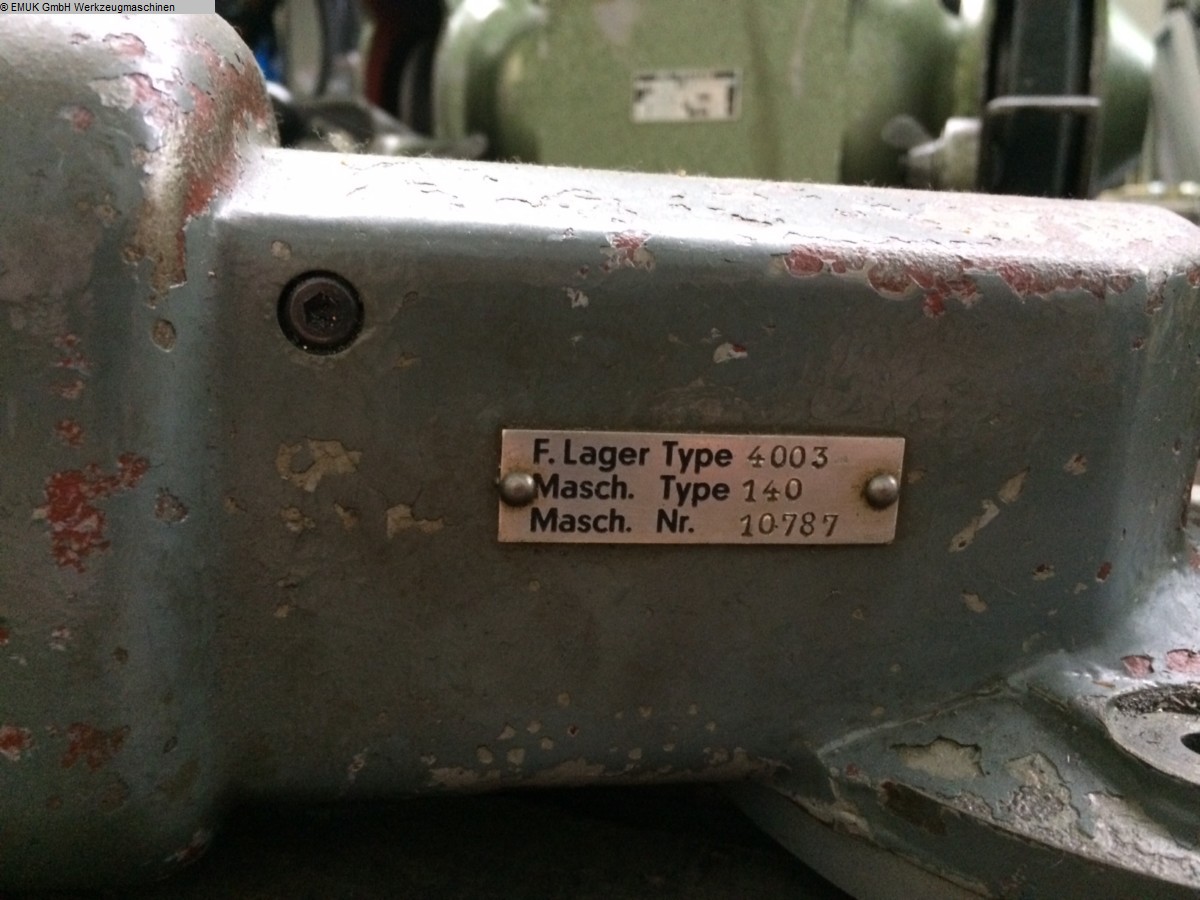 © EMUK GmbH Werkzeugmaschinen
F. Lager Type 4003
Masch. Type 140
Masch. Nr. 10787